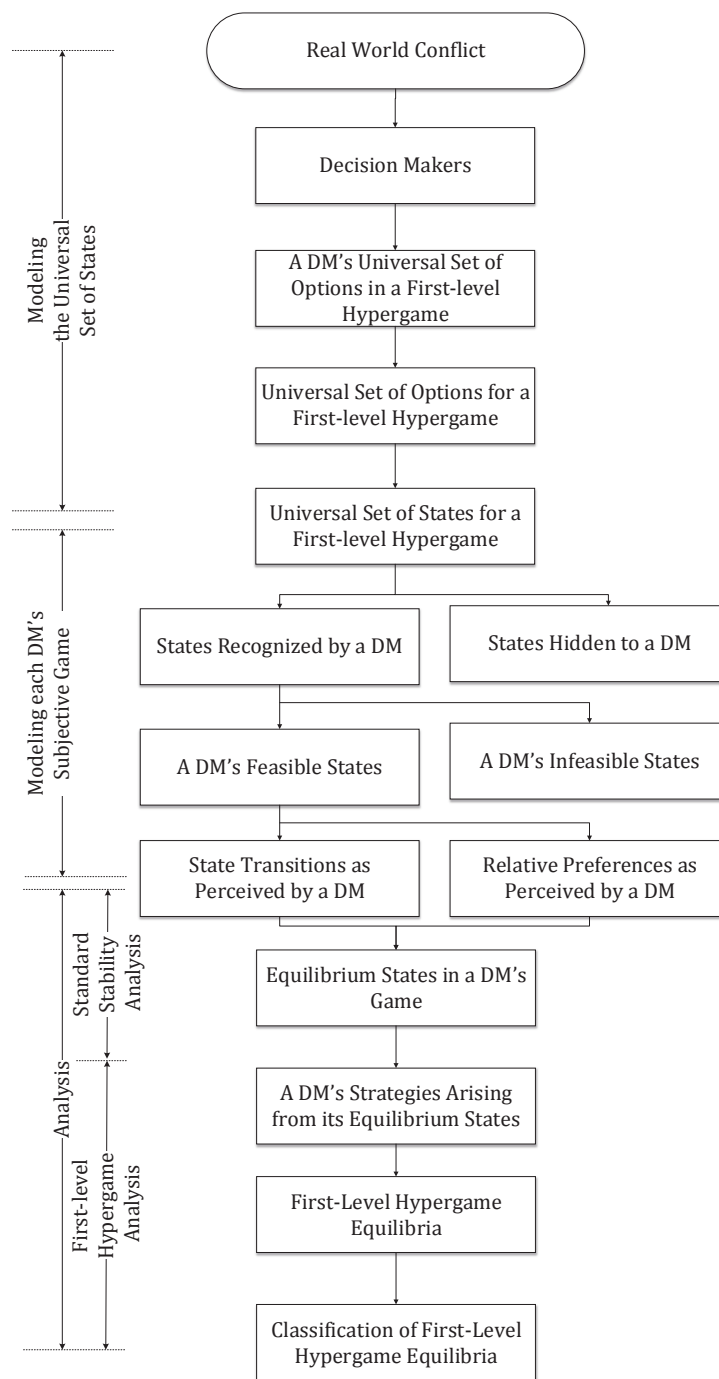 Real World Conflict
Decision Makers
A DM's Universal Set of
Options in a First-level
Hypergame
Universal Set of Options for a
First-level Hypergame
Universal Set of States for a
First-level Hypergame
States Recognized by a DM
States Hidden to a DM
A DM's Feasible States
A DM's Infeasible States
State Transitions as
Perceived by a DM
Relative Preferences as
Perceived by a DM
Equilibrium States in a DM's
Game
A DM's Strategies Arising
from its Equilibrium States
First-Level Hypergame
Equilibria
Classification of First-Level
Hypergame Equilibria
Modeling
the Universal
Set of States
Modeling each DM's
Subjective Game
Analysis
Standard
Stability
Analysis
First-level
Hypergame
Analysis